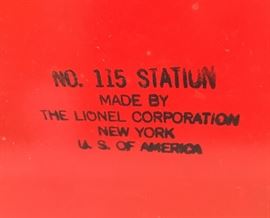 NO. 115 STATION
MADE BY
THE LIONEL CORPORATION
NEW YORK
U. S. OF AMERICA